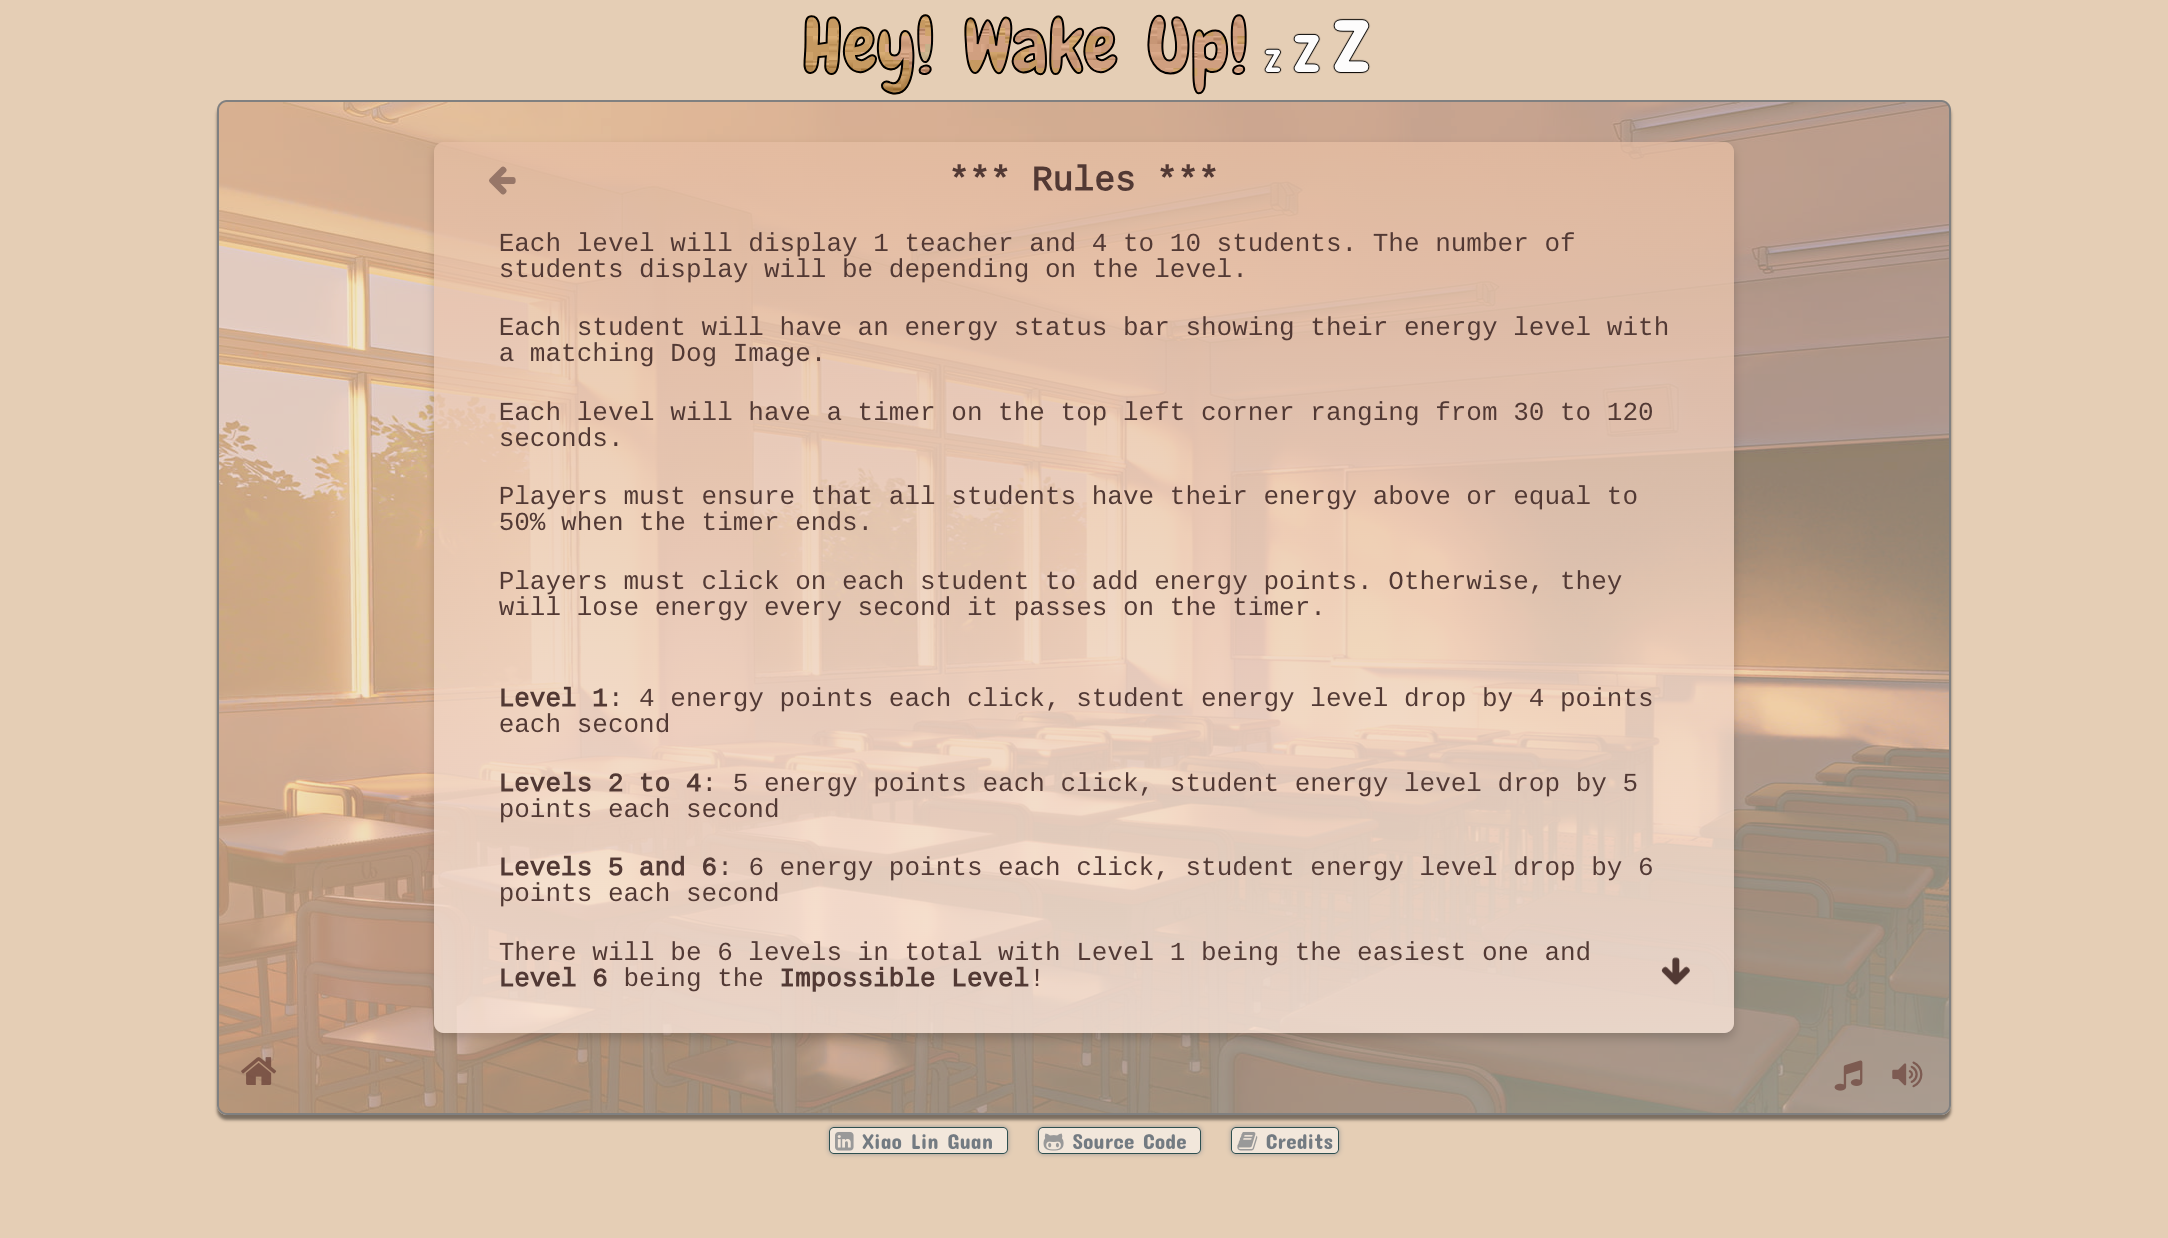 Hey! Wake Up! z z Z
*** Rules ***
Each level will display 1 teacher and 4 to 10 students. The number of
students display will be depending on the level.
Each student will have an energy status bar showing their energy level with
a matching Dog Image.
Each level will have a timer on the top left corner ranging from 30 to 120
seconds.
Players must ensure that all students have their energy above or equal to
50% when the timer ends.
Players must click on each student to add energy points. Otherwise, they
will lose energy every second it passes on the timer.
Level 1: 4 energy points each click, student energy level drop by 4 points
each second
Levels 2 to 4: 5 energy points each click, student energy level drop by 5
points each second
Levels 5 and 6: 6 energy points each click, student energy level drop by 6
points each second
There will be 6 levels in total with Level 1 being the easiest one and
Level 6 being the Impossible Level!
in Xiao Lin Guan
Source Code
Credits